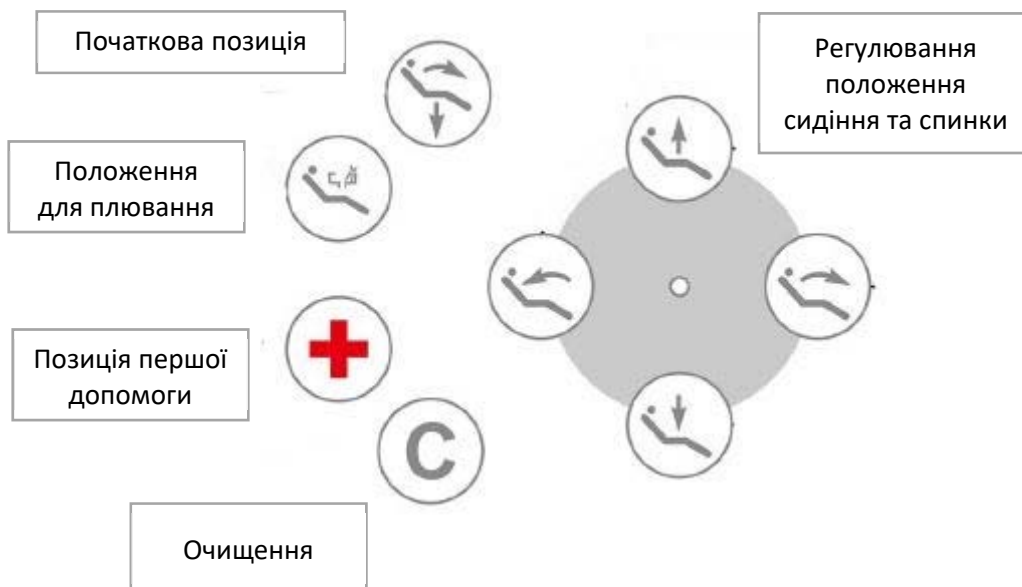 Початкова позиція
Регулювання
положення
сидіння та спинки
Положення
для плювання
Позиція першої
допомоги
C
Очищення